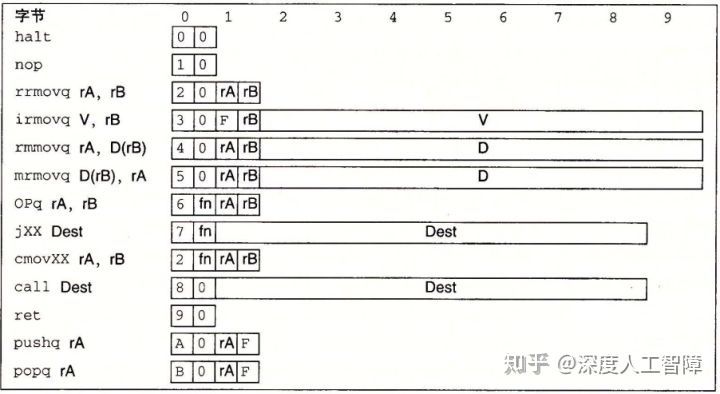 字节 0 1 2 3 4 5 6 7 8 9
halt 0 0
nop 1 0
rrmovq rA, rB 2 0 rA rB
irmovq V, rB 3 0 F rB V
rmmovq rA, D(rB) 4 0 rA rB D
mrmovq D(rB), rA 5 0 rA rB D
OPq rA, rB 6 fn rA rB
jXX Dest 7 fn Dest
cmovXX rA, rB 2 fn rA rB
call Dest 8 0 Dest
ret 9 0
pushq rA A 0 rA F
popq rA B 0 rA F
知乎 @深度人工智障